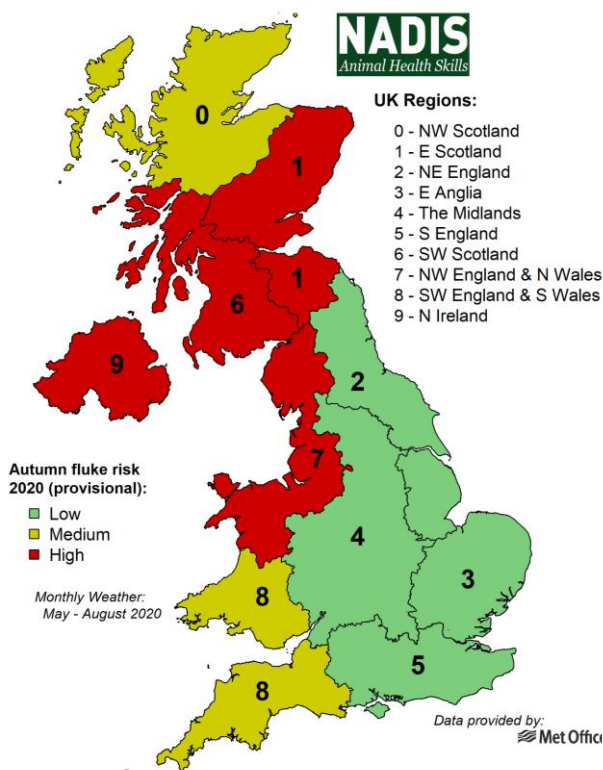 NADIS
Animal Health Skills
UK Regions:
0 - NW Scotland
1 - E Scotland
2 - NE England
3 - E Anglia
4 - The Midlands
5 - S England
6 - SW Scotland
7 - NW England & N Wales
8 - SW England & S Wales
9 - N Ireland
0
1
1
6
9
2
7
4
3
8
5
8
Autumn fluke risk
2020 (provisional):
Low
Medium
High
Monthly Weather:
May - August 2020
Data provided by:
Met Office